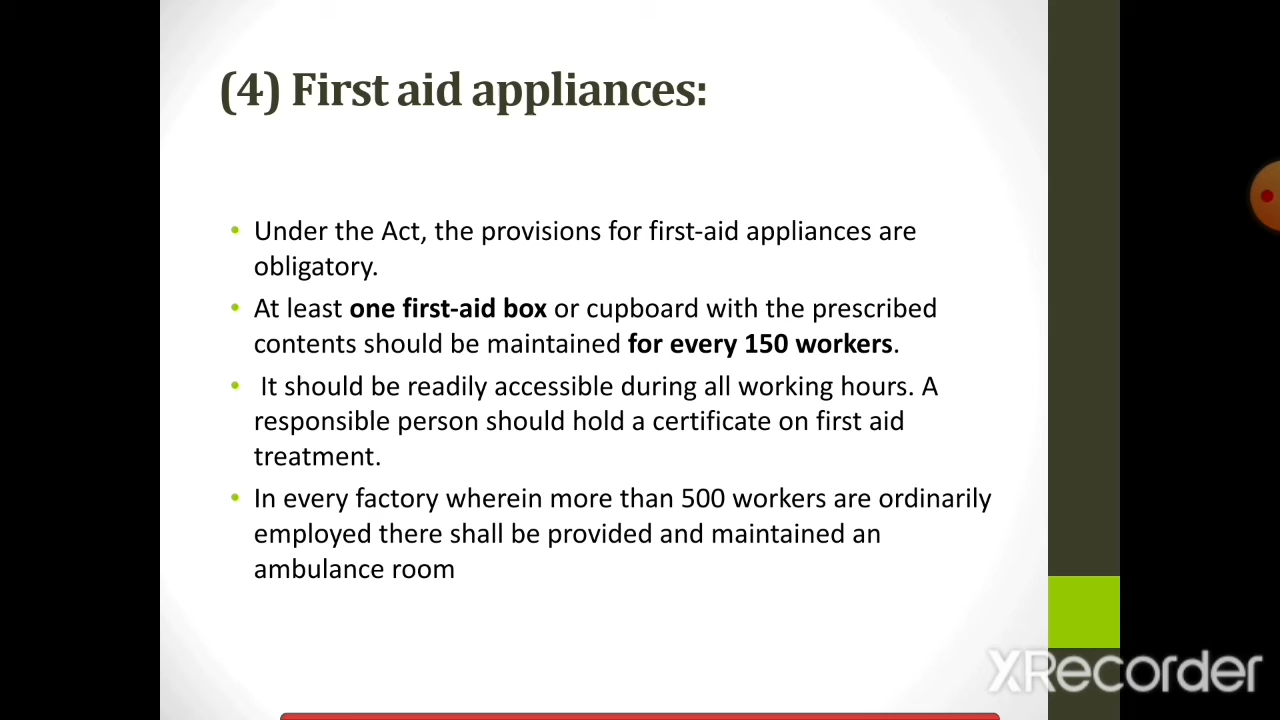 (4) First aid appliances:
• Under the Act, the provisions for first-aid appliances are
obligatory.
• At least one first-aid box or cupboard with the prescribed
contents should be maintained for every 150 workers.
• It should be readily accessible during all working hours. A
responsible person should hold a certificate on first aid
treatment.
• In every factory wherein more than 500 workers are ordinarily
employed there shall be provided and maintained an
ambulance room
XRecorder